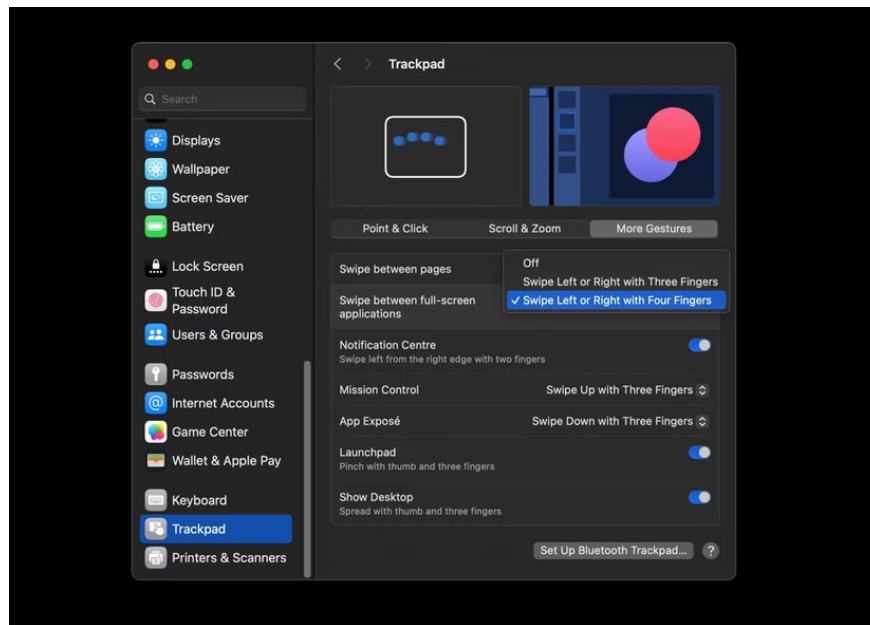 Trackpad
Search
Displays
Wallpaper
Screen Saver
Battery
Lock Screen
Touch ID &
Password
Users & Groups
Passwords
Internet Accounts
Game Center
Wallet & Apple Pay
Keyboard
Trackpad
Printers & Scanners
Point & Click
Scroll & Zoom
More Gestures
Swipe between pages
Off
Swipe Left or Right with Three Fingers
✓ Swipe Left or Right with Four Fingers
Swipe between full-screen
applications
Notification Centre
Swipe left from the right edge with two fingers
Mission Control
Swipe Up with Three Fingers
App Exposé
Swipe Down with Three Fingers
Launchpad
Pinch with thumb and three fingers
Show Desktop
Spread with thumb and three fingers
Set Up Bluetooth Trackpad...
?